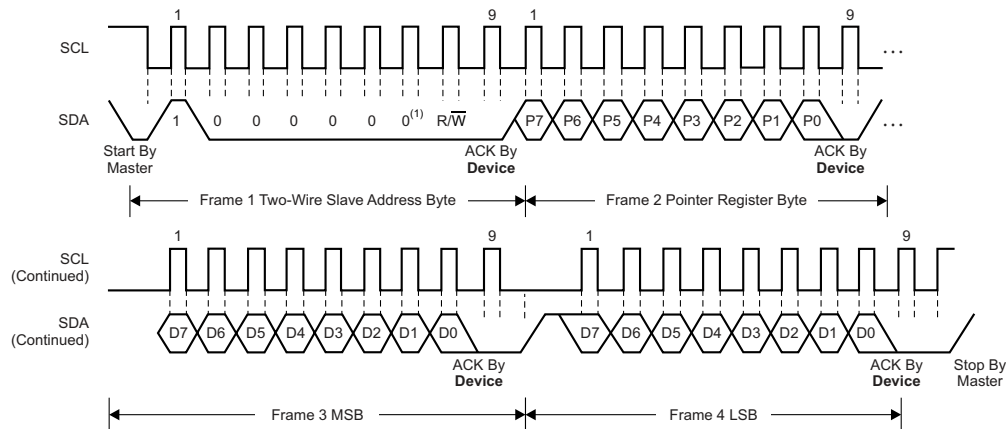 1 9 1 9
SCL ...
SDA 1 0 0 0 0 0 0(1) R/W̅ P7 P6 P5 P4 P3 P2 P1 P0 ...
Start By Master
ACK By Device
ACK By Device
Frame 1 Two-Wire Slave Address Byte
Frame 2 Pointer Register Byte
1 9 1 9
SCL (Continued)
SDA (Continued) D7 D6 D5 D4 D3 D2 D1 D0 D7 D6 D5 D4 D3 D2 D1 D0
ACK By Device
ACK By Device
Stop By Master
Frame 3 MSB
Frame 4 LSB